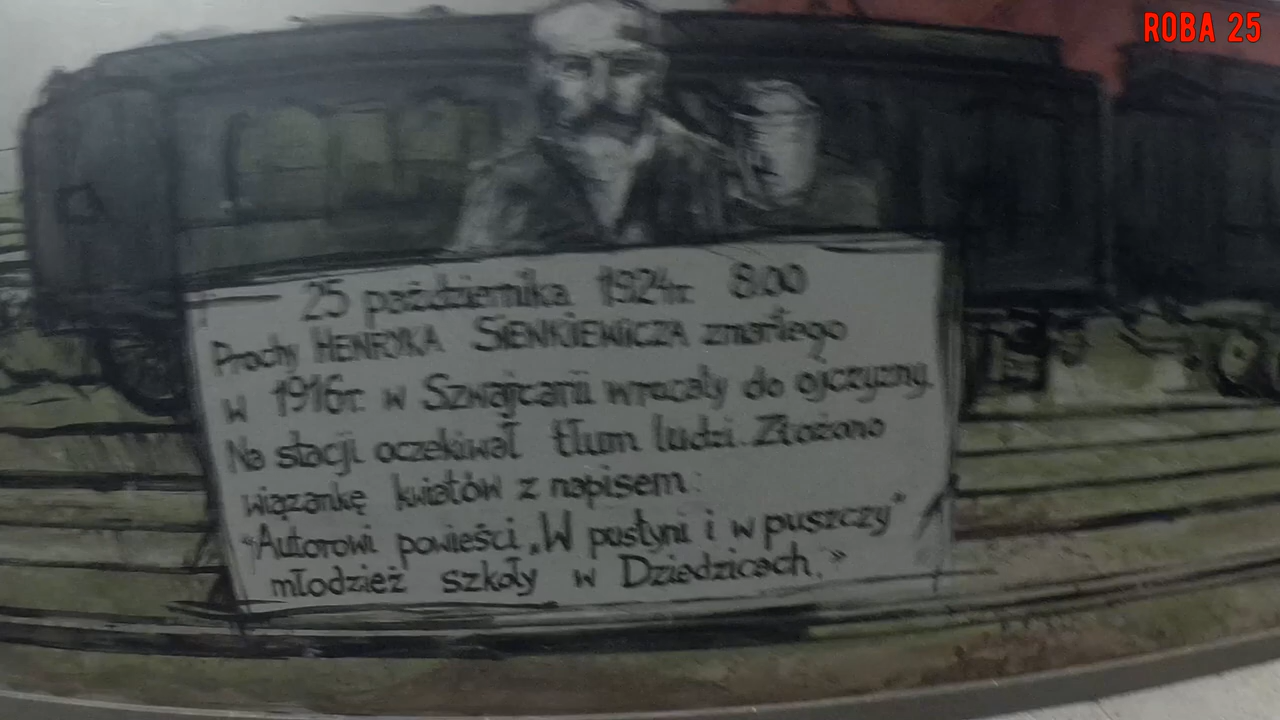 ROBA 25
25 października 1924r. 8.00
Prochy HENRYKA SIENKIEWICZA zmarłego
w 1916r. w Szwajcarii wracały do ojczyzny.
Na stacji oczekiwał tłum ludzi. Złożono
wiązankę kwiatów z napisem:
"Autorowi powieści „W pustyni i w puszczy"
młodzież szkoły w Dziedzicach."